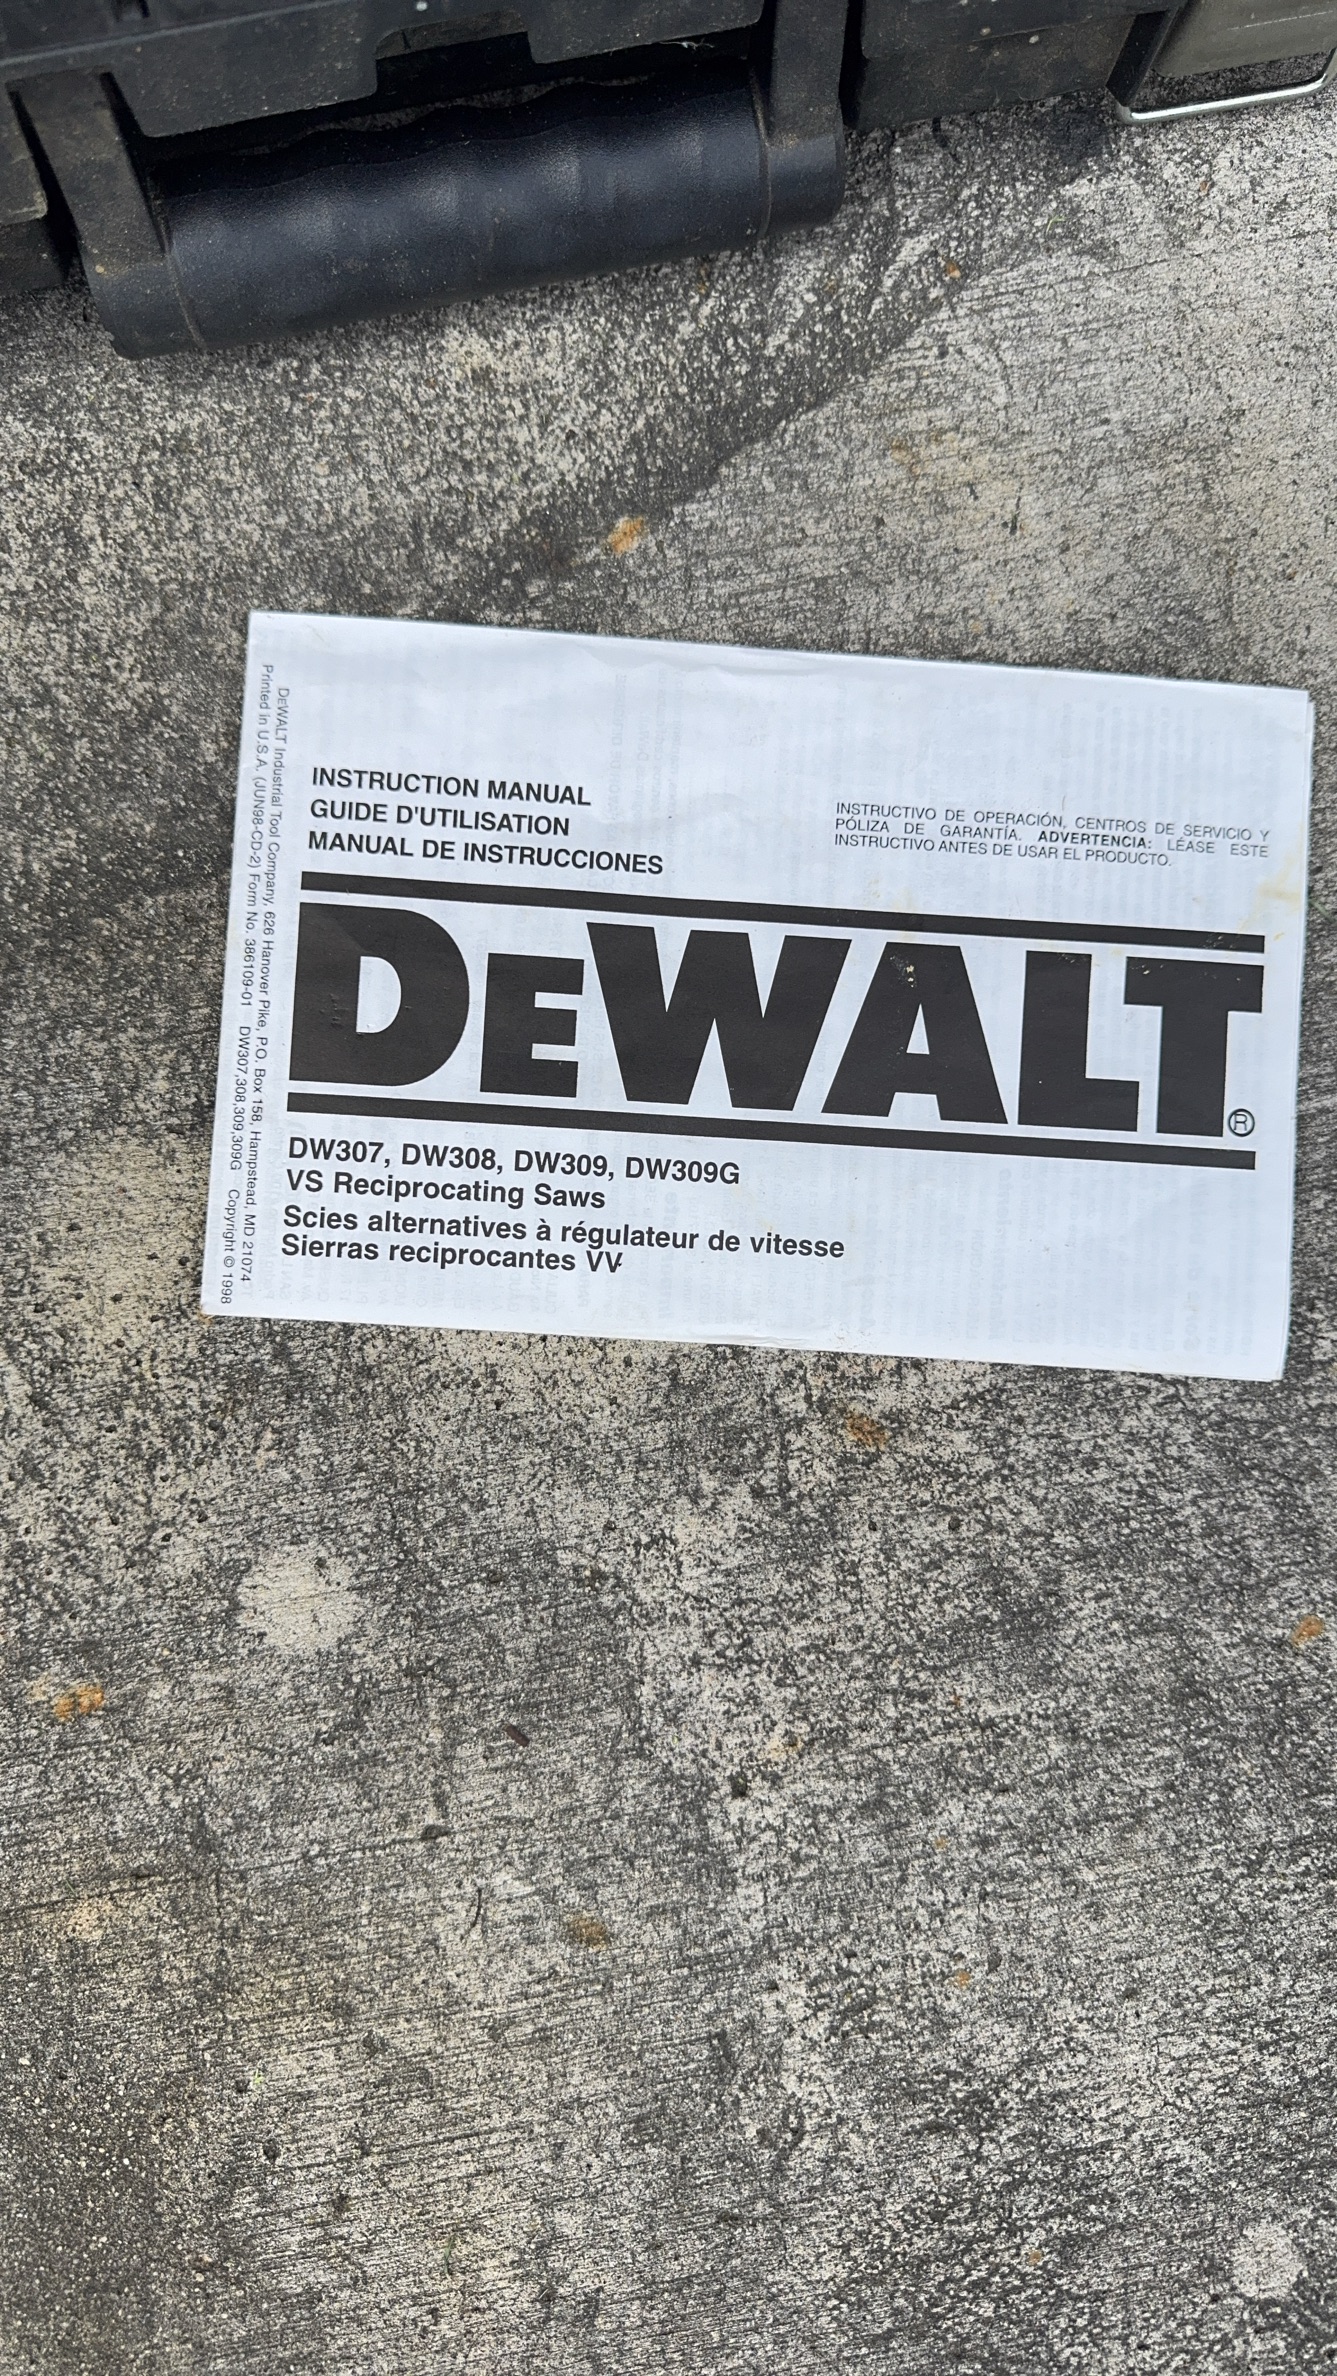 INSTRUCTION MANUAL
GUIDE D'UTILISATION
MANUAL DE INSTRUCCIONES
INSTRUCTIVO DE OPERACIÓN, CENTROS DE SERVICIO Y
PÓLIZA DE GARANTÍA. ADVERTENCIA: LÉASE ESTE
INSTRUCTIVO ANTES DE USAR EL PRODUCTO.
DEWALT®
DW307, DW308, DW309, DW309G
VS Reciprocating Saws
Scies alternatives à régulateur de vitesse
Sierras reciprocantes VV
DEWALT Industrial Tool Company, 626 Hanover Pike, P.O. Box 158, Hampstead, MD 21074
Printed in U.S.A. (JUN98-CD-2) Form No. 386109-01 DW307,308,309,309G Copyright © 1998